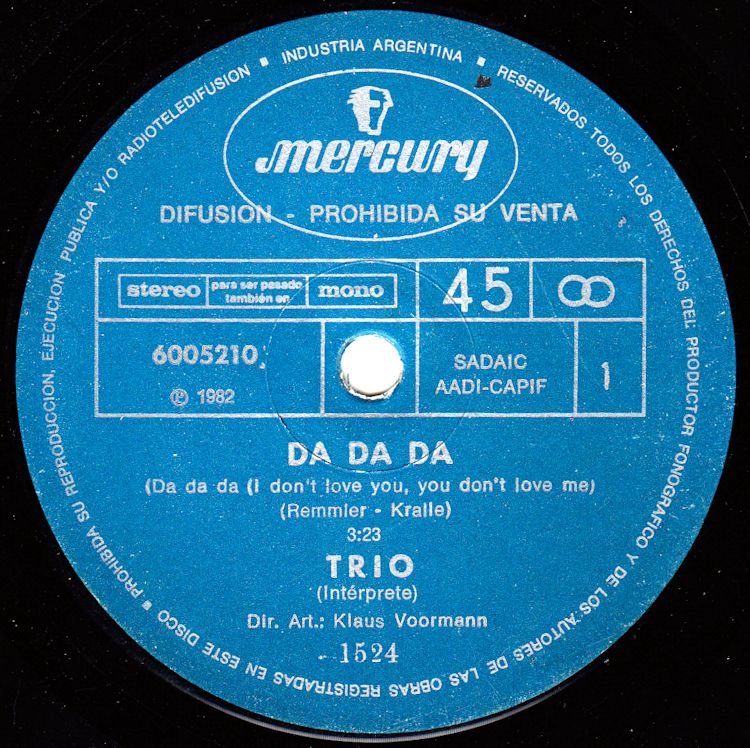 PROHIBIDA SU REPRODUCCION, EJECUCION PUBLICA Y/O RADIOTELEDIFUSION ▪ INDUSTRIA ARGENTINA ▪ RESERVADOS TODOS LOS DERECHOS DEL PRODUCTOR FONOGRAFICO Y DE LOS AUTORES DE LAS OBRAS REGISTRADAS EN ESTE DISCO ▪
mercury
DIFUSION - PROHIBIDA SU VENTA
stereo para ser pasado también en mono 45
6005210
SADAIC
AADI-CAPIF
1
℗ 1982
DA DA DA
(Da da da (I don't love you, you don't love me)
(Remmler - Kralle)
3:23
TRIO
(Intérprete)
Dir. Art.: Klaus Voormann
1524